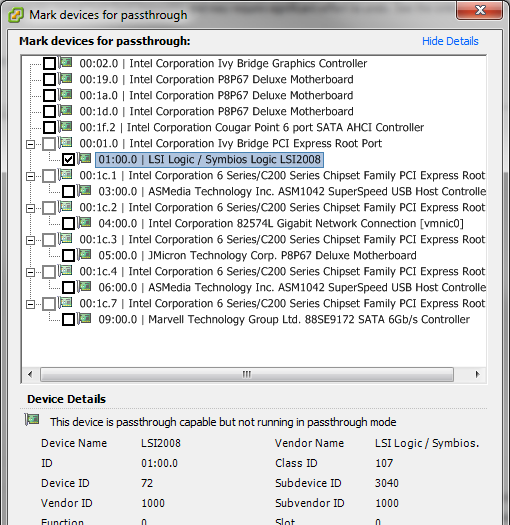 Mark devices for passthrough
Mark devices for passthrough:
Hide Details
00:02.0 | Intel Corporation Ivy Bridge Graphics Controller
00:19.0 | Intel Corporation P8P67 Deluxe Motherboard
00:1a.0 | Intel Corporation P8P67 Deluxe Motherboard
00:1d.0 | Intel Corporation P8P67 Deluxe Motherboard
00:1f.2 | Intel Corporation Cougar Point 6 port SATA AHCI Controller
00:01.0 | Intel Corporation Ivy Bridge PCI Express Root Port
01:00.0 | LSI Logic / Symbios Logic LSI2008
00:1c.1 | Intel Corporation 6 Series/C200 Series Chipset Family PCI Express Root
03:00.0 | ASMedia Technology Inc. ASM1042 SuperSpeed USB Host Controlle
00:1c.2 | Intel Corporation 6 Series/C200 Series Chipset Family PCI Express Root
04:00.0 | Intel Corporation 82574L Gigabit Network Connection [vmnic0]
00:1c.3 | Intel Corporation 6 Series/C200 Series Chipset Family PCI Express Root
05:00.0 | JMicron Technology Corp. P8P67 Deluxe Motherboard
00:1c.4 | Intel Corporation 6 Series/C200 Series Chipset Family PCI Express Root
06:00.0 | ASMedia Technology Inc. ASM1042 SuperSpeed USB Host Controlle
00:1c.7 | Intel Corporation 6 Series/C200 Series Chipset Family PCI Express Root
09:00.0 | Marvell Technology Group Ltd. 88SE9172 SATA 6Gb/s Controller
Device Details
This device is passthrough capable but not running in passthrough mode
Device Name LSI2008 Vendor Name LSI Logic / Symbios.
ID 01:00.0 Class ID 107
Device ID 72 Subdevice ID 3040
Vendor ID 1000 Subvendor ID 1000
Function 0 Slot 0